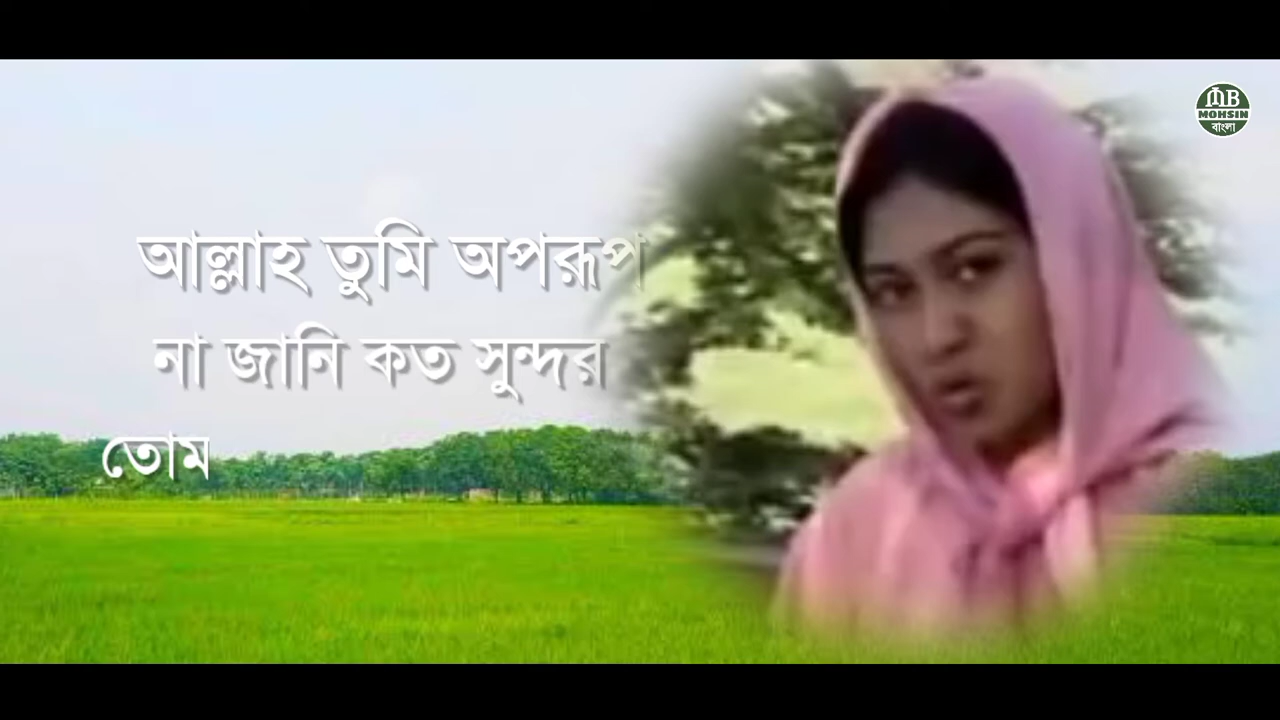 আল্লাহ তুমি অপরূপ
না জানি কত সুন্দর
তোম
MB
MOHSIN
বাংলা